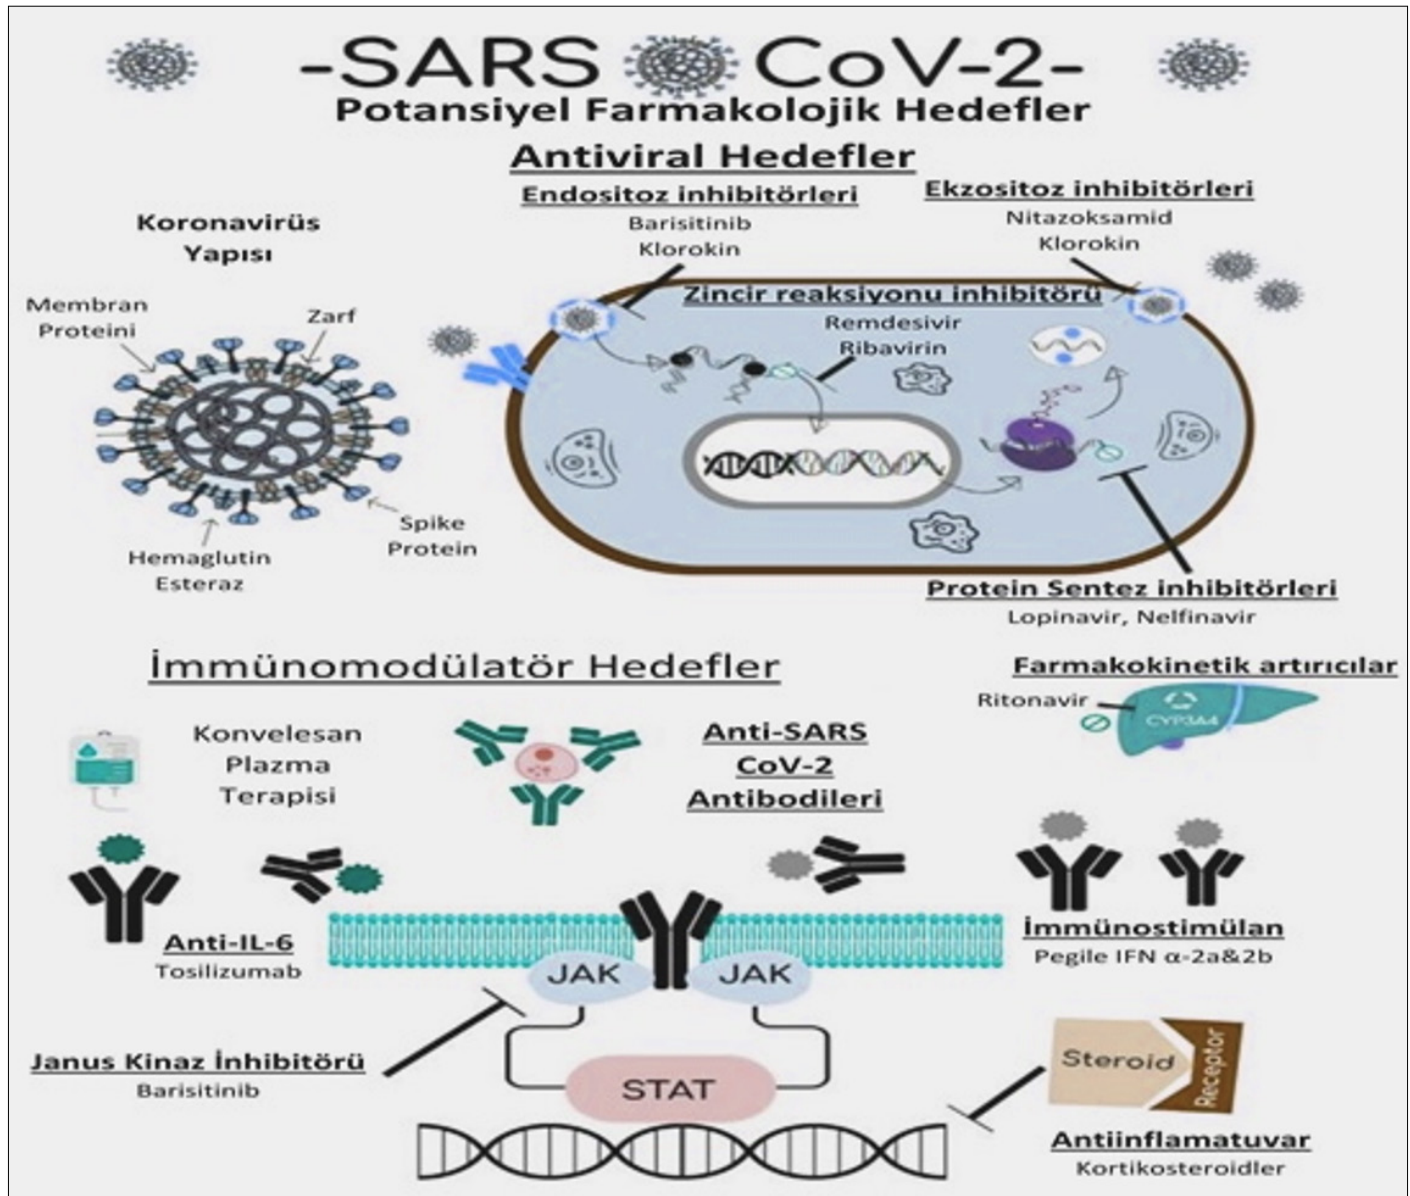 -SARS CoV-2-
Potansiyel Farmakolojik Hedefler
Antiviral Hedefler
Endositoz inhibitörleri
Barisitinib
Klorokin
Ekzositoz inhibitörleri
Nitazoksamid
Klorokin
Koronavirüs
Yapısı
Membran
Proteini
Zarf
Spike
Protein
Hemaglutin
Esteraz
Zincir reaksiyonu inhibitörü
Remdesivir
Ribavirin
Protein Sentez inhibitörleri
Lopinavir, Nelfinavir
İmmünomodülatör Hedefler
Farmakokinetik artırıcılar
Ritonavir
CYP3A4
Konvelesan
Plazma
Terapisi
Anti-SARS
CoV-2
Antibodileri
Anti-IL-6
Tosilizumab
İmmünostimülan
Pegile IFN α-2a&2b
JAK
JAK
Janus Kinaz İnhibitörü
Barisitinib
STAT
Steroid
Receptor
Antiinflamatuvar
Kortikosteroidler